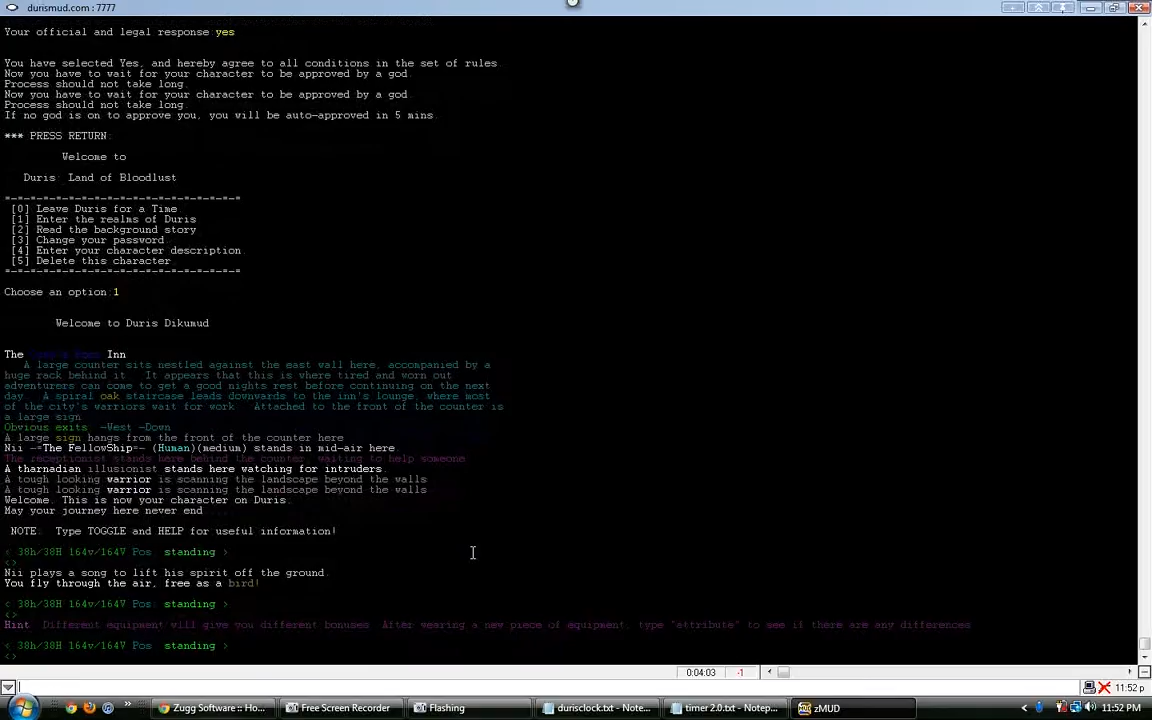 durismud.com : 7777
Your official and legal response yes
You have selected Yes, and hereby agree to all conditions in the set of rules
Now you have to wait for your character to be approved by a god
Process should not take long.
Now you have to wait for your character to be approved by a god
Process should not take long.
If no god is on to approve you, you will be auto-approved in 5 mins.
*** PRESS RETURN:
Welcome to
Duris: Land of Bloodlust
=-=-=-=-=-=-=-=-=-=-=-=-=-=-=-=-=-=-=
[0] Leave Duris for a Time
[1] Enter the realms of Duris
[2] Read the background story
[3] Change your password
[4] Enter your character description
[5] Delete this character
=-=-=-=-=-=-=-=-=-=-=-=-=-=-=-=-=-=-=
Choose an option:1
Welcome to Duris Dikumud
The Inn
A large counter sits nestled against the east wall here, accompanied by a
huge rack behind it   It appears that this is where tired and worn out
adventurers can come to get a good nights rest before continuing on the next
day   A spiral oak staircase leads downwards to the inn's lounge, where most
of the city's warriors wait for work   Attached to the front of the counter is
a large sign
Obvious exits  -West -Down
A large sign hangs from the front of the counter here
Nii -=The FellowShip=- (Human)(medium) stands in mid-air here
The receptionist stands here behind the counter, waiting to help someone
A tharnadian illusionist stands here watching for intruders.
A tough looking warrior is scanning the landscape beyond the walls
A tough looking warrior is scanning the landscape beyond the walls
Welcome. This is now your character on Duris.
May your journey here never end...
NOTE:  Type TOGGLE and HELP for useful information!
< 38h/38H 164v/164V Pos: standing >
<>
Nii plays a song to lift his spirit off the ground.
You fly through the air, free as a bird!
< 38h/38H 164v/164V Pos: standing >
<>
Hint  Different equipment will give you different bonuses  After wearing a new piece of equipment, type "attribute" to see if there are any differences
< 38h/38H 164v/164V Pos: standing >
<>
0:04:03 -1
11:52 p
Zugg Software :: Ho...
Free Screen Recorder
Flashing
durisclock.txt - Note...
timer 2.0.txt - Notep...
zMUD
11:52 PM